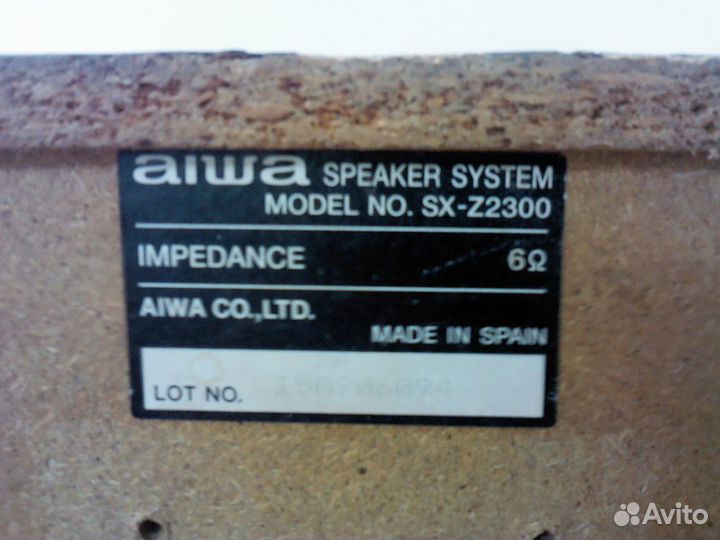 aiwa SPEAKER SYSTEM
MODEL NO. SX-Z2300
IMPEDANCE 6Ω
AIWA CO.,LTD.
MADE IN SPAIN
LOT NO.
Avito